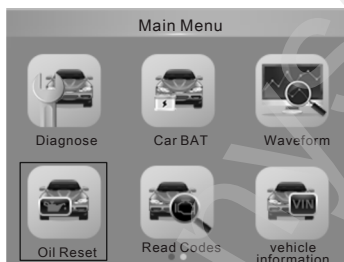 Main Menu
Diagnose
Car BAT
Waveform
VIN
Oil Reset
Read Codes
vehicle
information